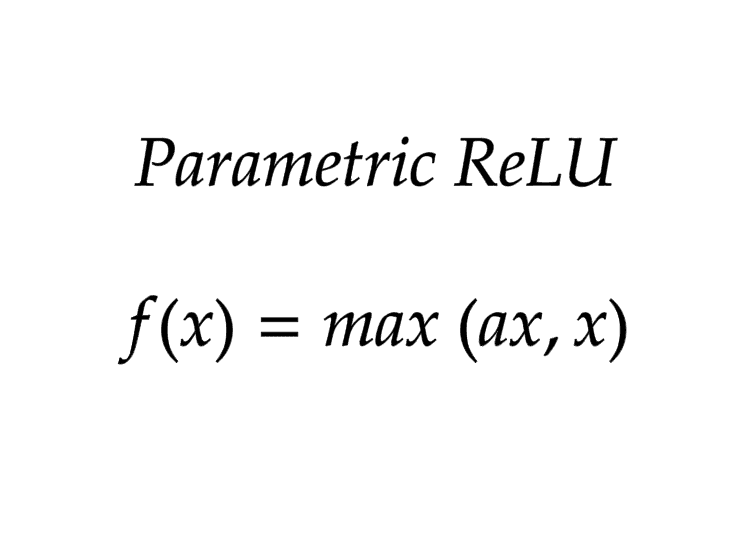 Parametric ReLU
f(x) = max (ax, x)